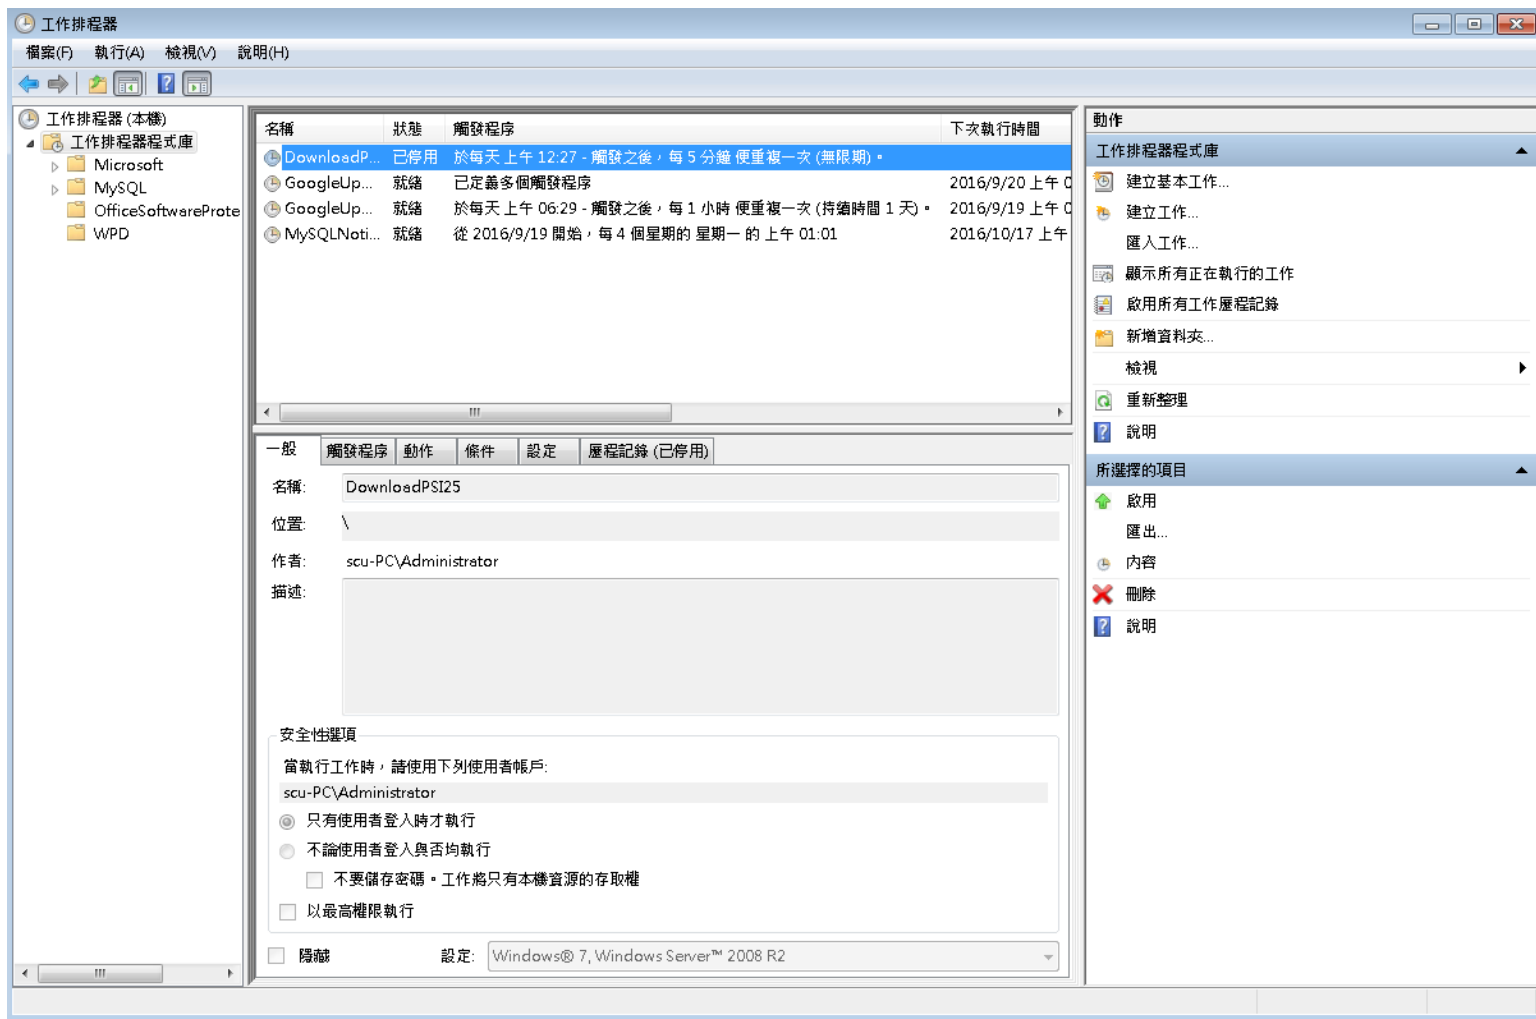 工作排程器
檔案(F) 執行(A) 檢視(V) 說明(H)
工作排程器 (本機)
工作排程器程式庫
Microsoft
MySQL
OfficeSoftwareProte
WPD
名稱 狀態 觸發程序 下次執行時間
DownloadP... 已停用 於每天 上午 12:27 - 觸發之後，每 5 分鐘 便重複一次 (無限期)。
GoogleUp... 就緒 已定義多個觸發程序 2016/9/20 上午 0
GoogleUp... 就緒 於每天 上午 06:29 - 觸發之後，每 1 小時 便重複一次 (持續時間 1 天)。 2016/9/19 上午 0
MySQLNoti... 就緒 從 2016/9/19 開始，每 4 個星期的 星期一 的 上午 01:01 2016/10/17 上午
一般 觸發程序 動作 條件 設定 歷程記錄 (已停用)
名稱: DownloadPSI25
位置: \
作者: scu-PC\Administrator
描述:
安全性選項
當執行工作時，請使用下列使用者帳戶:
scu-PC\Administrator
只有使用者登入時才執行
不論使用者登入與否均執行
不要儲存密碼。工作將只有本機資源的存取權
以最高權限執行
隱藏 設定: Windows® 7, Windows Server™ 2008 R2
動作
工作排程器程式庫
建立基本工作...
建立工作...
匯入工作...
顯示所有正在執行的工作
啟用所有工作歷程記錄
新增資料夾...
檢視
重新整理
說明
所選擇的項目
啟用
匯出...
內容
刪除
說明